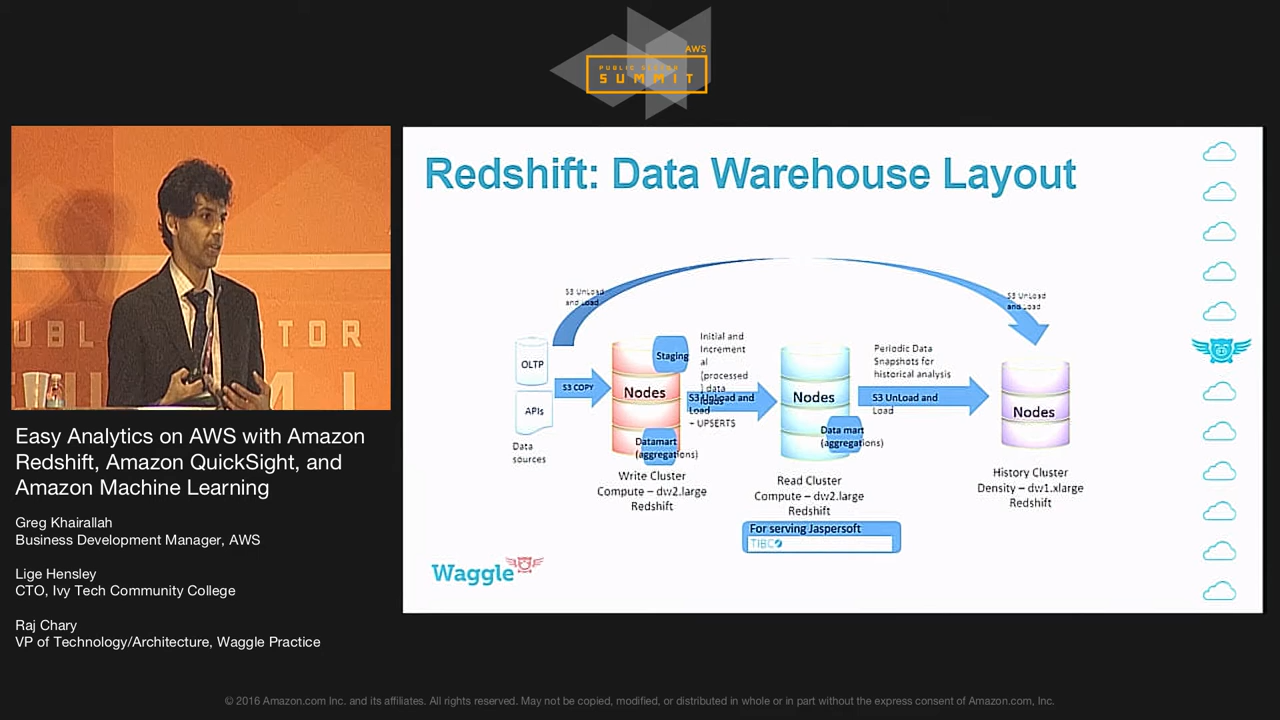 AWS
PUBLIC SECTOR
SUMMIT
UBL
TOR
Redshift: Data Warehouse Layout
S3 UnLoad
and Load
S3 UnLoad
and Load
OLTP
APIs
Data
sources
S3 COPY
Staging
Nodes
Datamart
(aggregations)
Write Cluster
Compute – dw2.large
Redshift
Initial and
Increment
al
(processed
) data
loads
S3 UnLoad and
Load
– UPSERTS
Nodes
Data mart
(aggregations)
Read Cluster
Compute – dw2.large
Redshift
For serving Jaspersoft
TIBCO
Periodic Data
Snapshots for
historical analysis
S3 UnLoad and
Load
Nodes
History Cluster
Density – dw1.xlarge
Redshift
Waggle
Easy Analytics on AWS with Amazon
Redshift, Amazon QuickSight, and
Amazon Machine Learning
Greg Khairallah
Business Development Manager, AWS
Lige Hensley
CTO, Ivy Tech Community College
Raj Chary
VP of Technology/Architecture, Waggle Practice
© 2016 Amazon.com Inc. and its affiliates. All rights reserved. May not be copied, modified, or distributed in whole or in part without the express consent of Amazon.com, Inc.